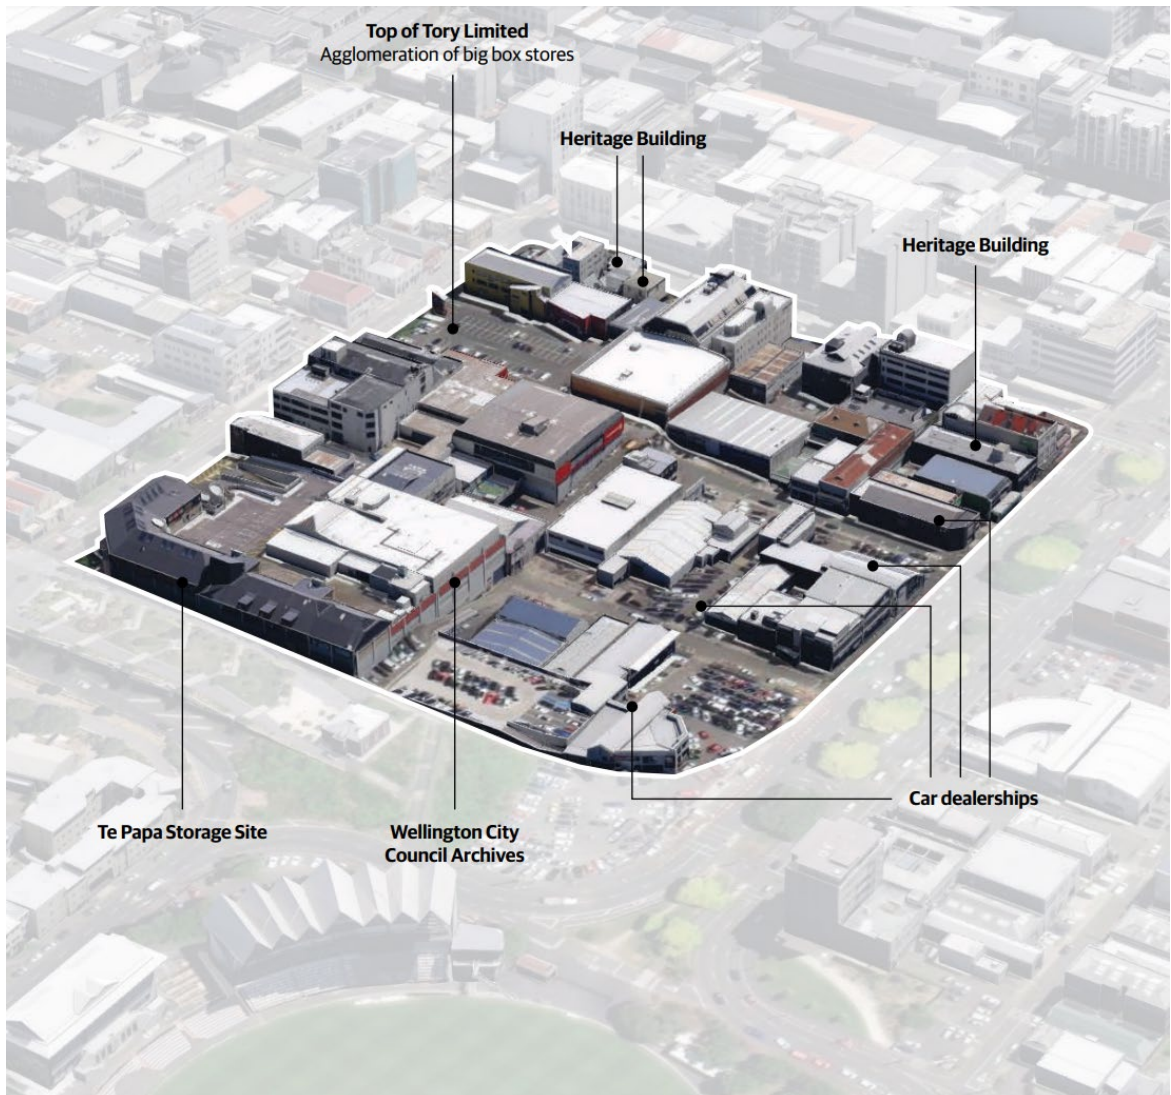 Top of Tory Limited
Agglomeration of big box stores
Heritage Building
Heritage Building
Car dealerships
Te Papa Storage Site
Wellington City
Council Archives